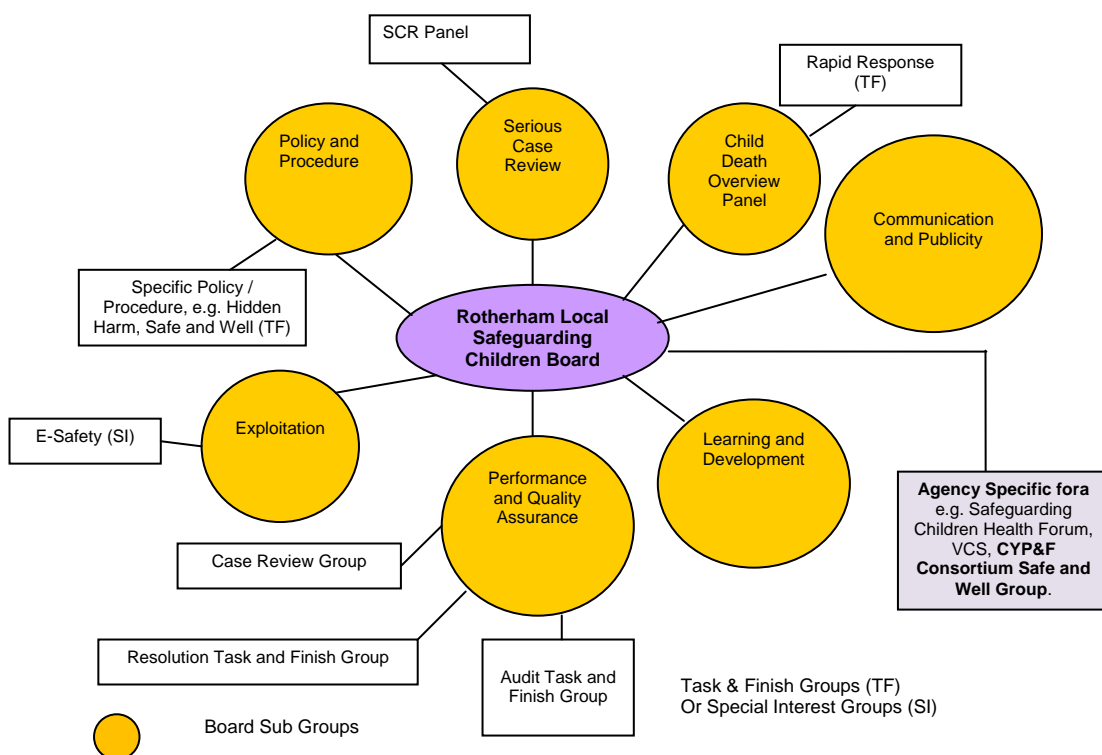 SCR Panel
Rapid Response
(TF)
Policy and
Procedure
Serious
Case
Review
Child
Death
Overview
Panel
Communication
and Publicity
Specific Policy /
Procedure, e.g. Hidden
Harm, Safe and Well (TF)
Rotherham Local
Safeguarding
Children Board
E-Safety (SI)
Exploitation
Learning and
Development
Performance
and Quality
Assurance
Agency Specific fora
e.g. Safeguarding
Children Health Forum,
VCS, CYP&F
Consortium Safe and
Well Group.
Case Review Group
Resolution Task and Finish Group
Audit Task and
Finish Group
Task & Finish Groups (TF)
Or Special Interest Groups (SI)
Board Sub Groups